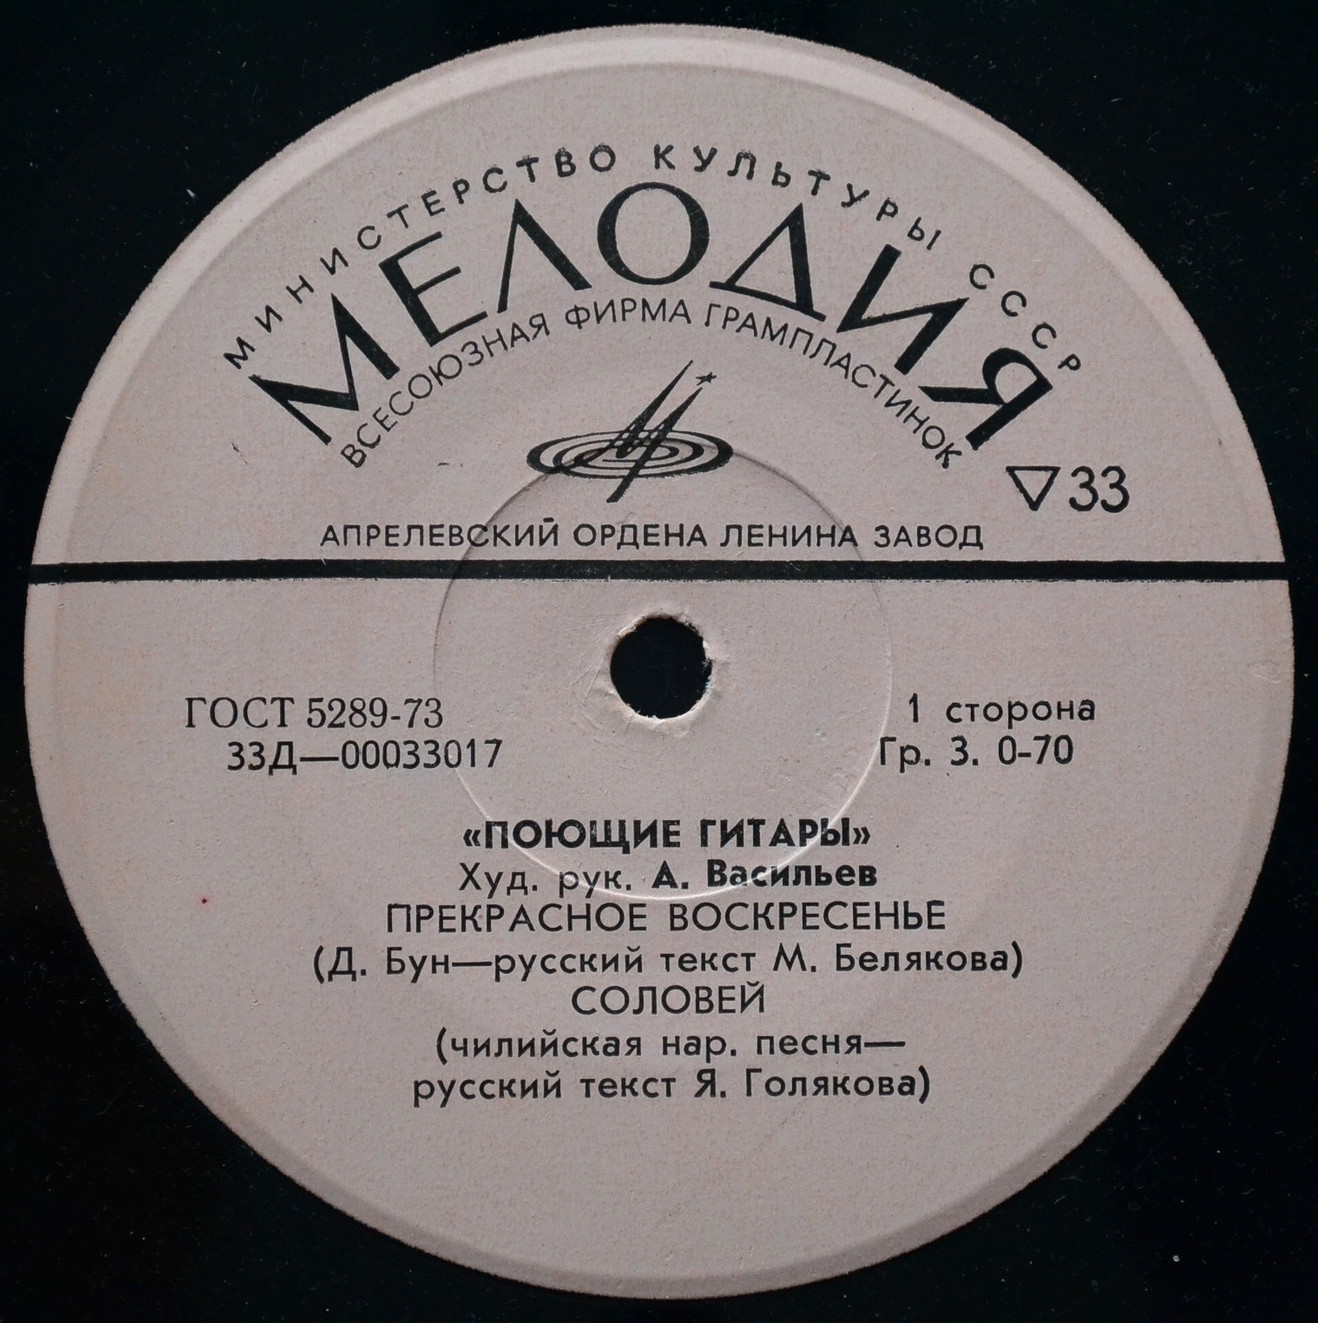 МИНИСТЕРСТВО КУЛЬТУРЫ СССР
МЕЛОДИЯ
ВСЕСОЮЗНАЯ ФИРМА ГРАМПЛАСТИНОК
33
АПРЕЛЕВСКИЙ ОРДЕНА ЛЕНИНА ЗАВОД
ГОСТ 5289-73
33Д—00033017
1 сторона
Гр. 3. 0-70
«ПОЮЩИЕ ГИТАРЫ»
Худ. рук. А. Васильев
ПРЕКРАСНОЕ ВОСКРЕСЕНЬЕ
(Д. Бун—русский текст М. Белякова)
СОЛОВЕЙ
(чилийская нар. песня—
русский текст Я. Голякова)